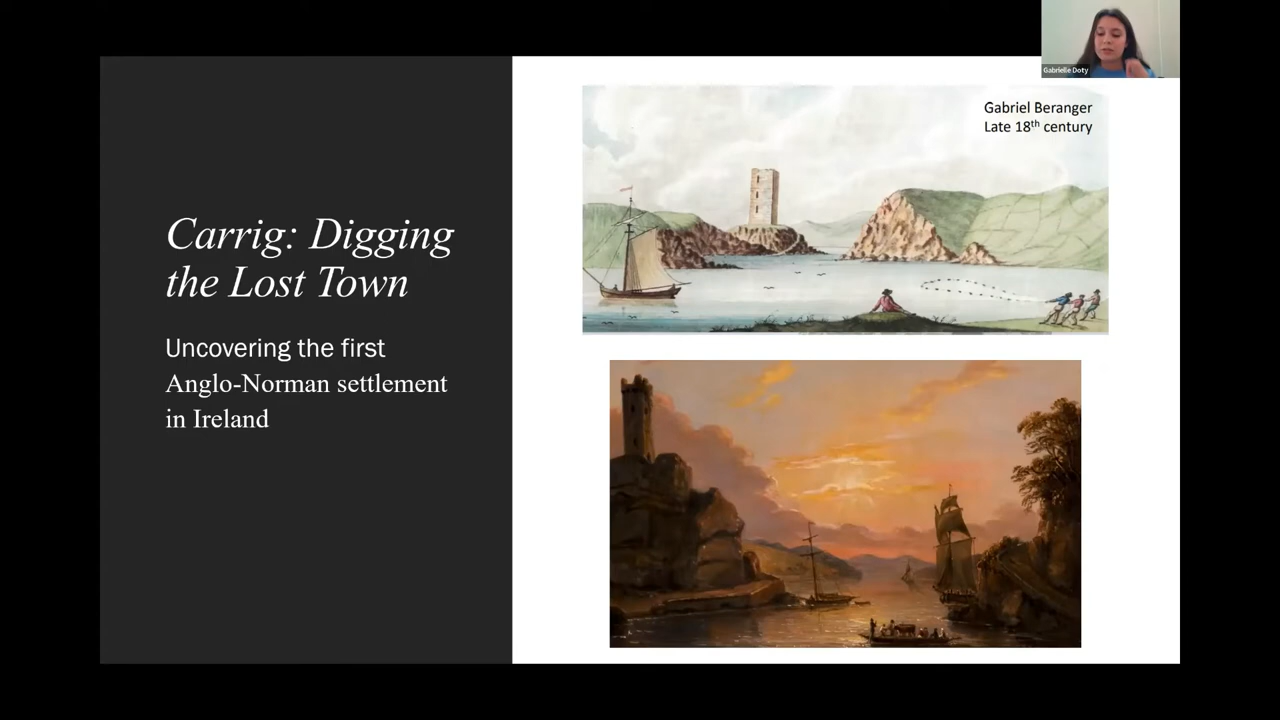 Gabrielle Doty
Carrig: Digging
the Lost Town
Uncovering the first
Anglo-Norman settlement
in Ireland
Gabriel Beranger
Late 18th century